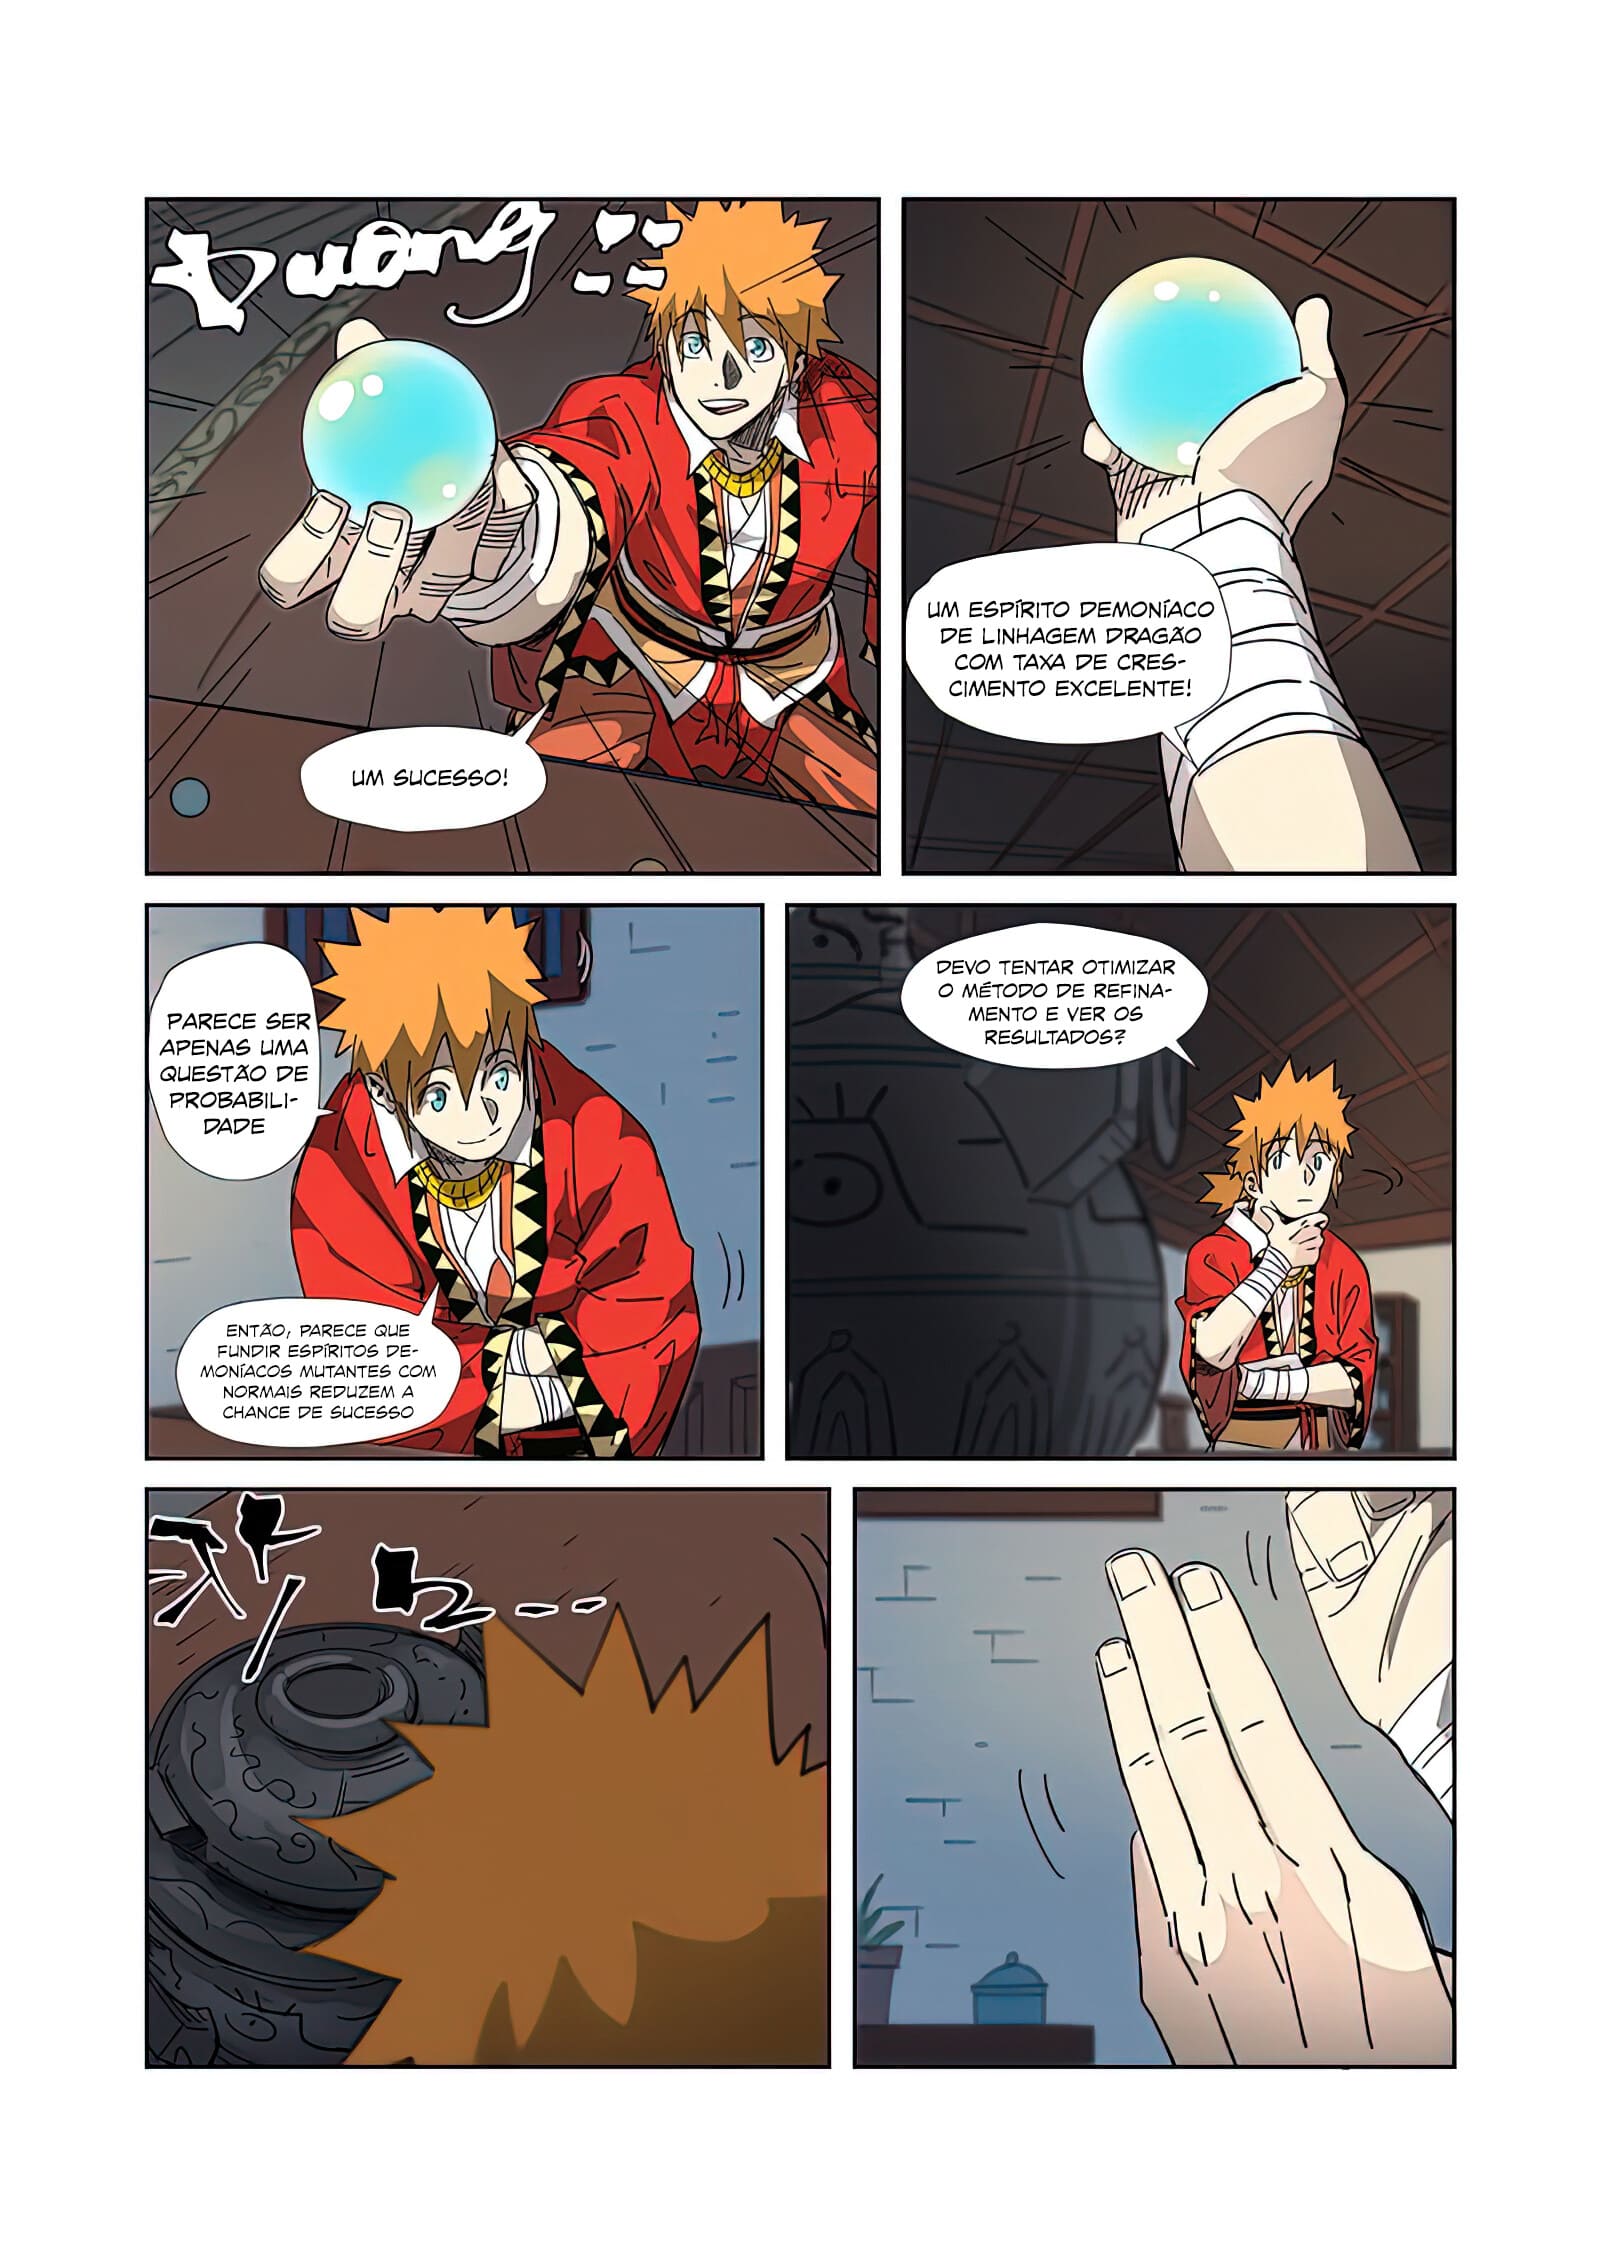 Duang!!
UM SUCESSO!
UM ESPÍRITO DEMONÍACO
DE LINHAGEM DRAGÃO
COM TAXA DE CRES-
CIMENTO EXCELENTE!
PARECE SER
APENAS UMA
QUESTÃO DE
PROBABILI-
DADE
ENTÃO, PARECE QUE
FUNDIR ESPÍRITOS DE-
MONÍACOS MUTANTES COM
NORMAIS REDUZEM A
CHANCE DE SUCESSO
DEVO TENTAR OTIMIZAR
O MÉTODO DE REFINA-
MENTO E VER OS
RESULTADOS?